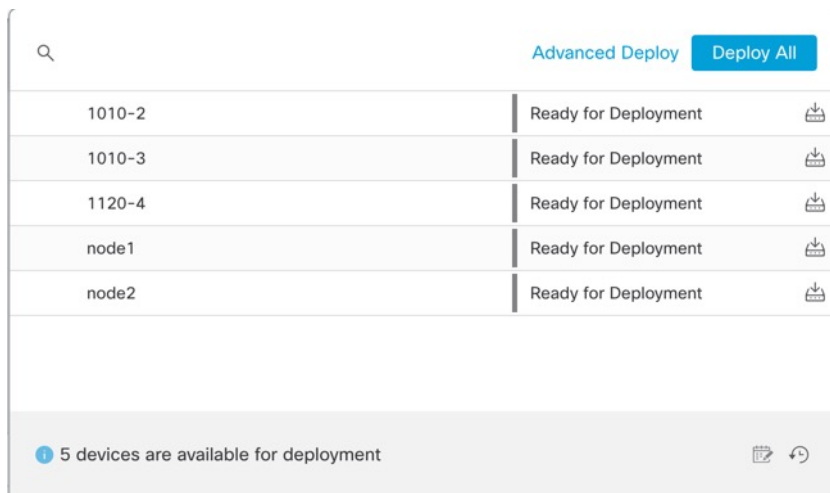 Advanced Deploy Deploy All
1010-2 Ready for Deployment
1010-3 Ready for Deployment
1120-4 Ready for Deployment
node1 Ready for Deployment
node2 Ready for Deployment
5 devices are available for deployment